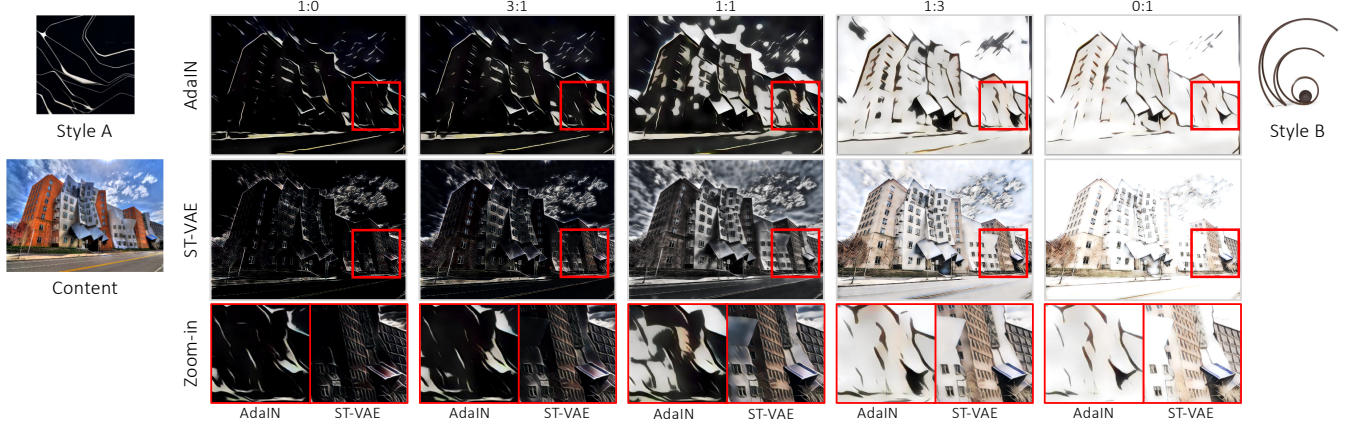 1:0 3:1 1:1 1:3 0:1
AdaIN
Style A
Style B
ST-VAE
Content
Zoom-in
AdaIN ST-VAE AdaIN ST-VAE AdaIN ST-VAE AdaIN ST-VAE AdaIN ST-VAE